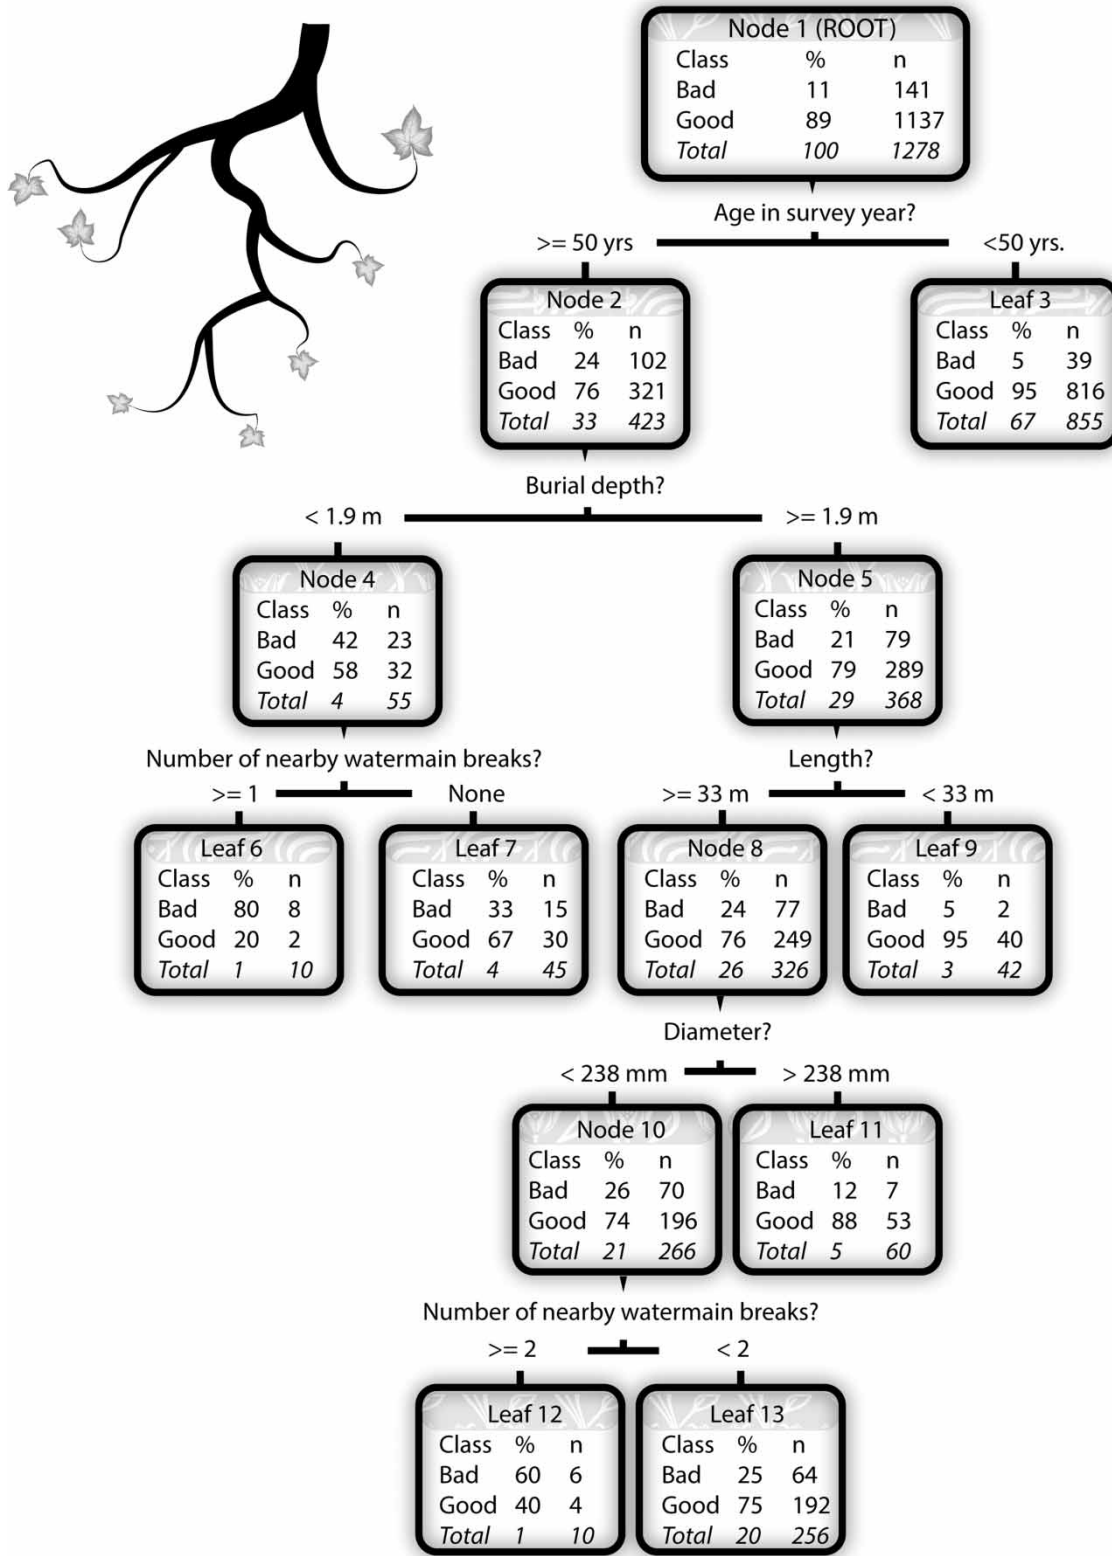 Node 1 (ROOT)
Class % n
Bad 11 141
Good 89 1137
Total 100 1278
Age in survey year?
>= 50 yrs
<50 yrs.
Node 2
Class % n
Bad 24 102
Good 76 321
Total 33 423
Leaf 3
Class % n
Bad 5 39
Good 95 816
Total 67 855
Burial depth?
< 1.9 m
>= 1.9 m
Node 4
Class % n
Bad 42 23
Good 58 32
Total 4 55
Node 5
Class % n
Bad 21 79
Good 79 289
Total 29 368
Number of nearby watermain breaks?
>= 1
None
Length?
>= 33 m
< 33 m
Leaf 6
Class % n
Bad 80 8
Good 20 2
Total 1 10
Leaf 7
Class % n
Bad 33 15
Good 67 30
Total 4 45
Node 8
Class % n
Bad 24 77
Good 76 249
Total 26 326
Leaf 9
Class % n
Bad 5 2
Good 95 40
Total 3 42
Diameter?
< 238 mm
> 238 mm
Node 10
Class % n
Bad 26 70
Good 74 196
Total 21 266
Leaf 11
Class % n
Bad 12 7
Good 88 53
Total 5 60
Number of nearby watermain breaks?
>= 2
< 2
Leaf 12
Class % n
Bad 60 6
Good 40 4
Total 1 10
Leaf 13
Class % n
Bad 25 64
Good 75 192
Total 20 256